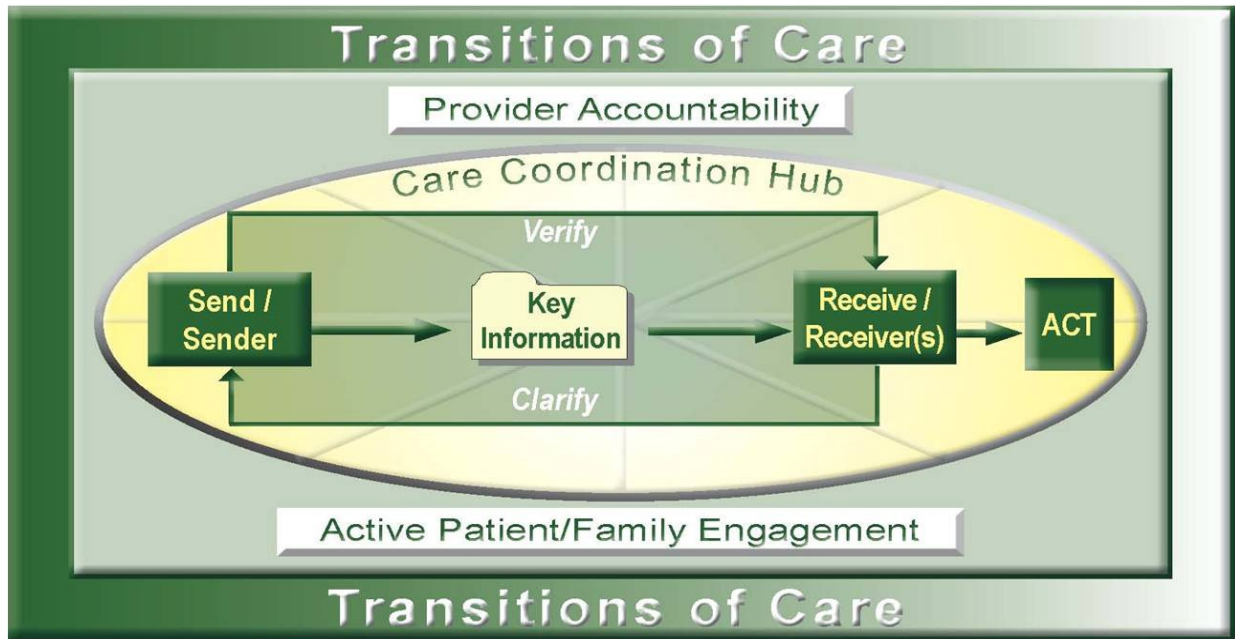 Transitions of Care
Provider Accountability
Care Coordination Hub
Verify
Send /
Sender
Key
Information
Receive /
Receiver(s)
ACT
Clarify
Active Patient/Family Engagement
Transitions of Care